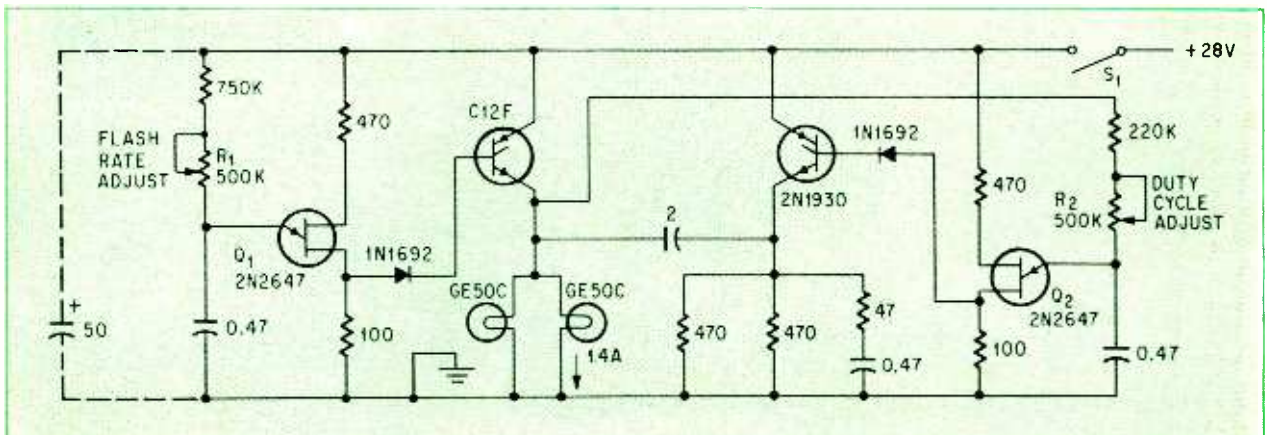 +28V
S1
750K
FLASH
RATE
ADJUST
R1
500K
470
C12F
1N1692
2N1930
470
220K
R2
500K
DUTY
CYCLE
ADJUST
Q1
2N2647
1N1692
2
GE50C
GE50C
Q2
2N2647
+
50
0.47
100
1.4A
470
470
47
0.47
100
0.47